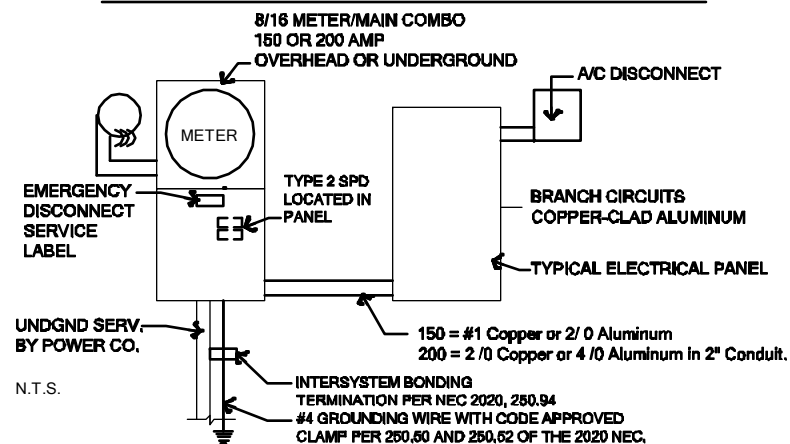 8/16 METER/MAIN COMBO
150 OR 200 AMP
OVERHEAD OR UNDERGROUND
A/C DISCONNECT
METER
EMERGENCY
DISCONNECT
SERVICE
LABEL
TYPE 2 SPD
LOCATED IN
PANEL
BRANCH CIRCUITS
COPPER-CLAD ALUMINUM
TYPICAL ELECTRICAL PANEL
UNDGND SERV.
BY POWER CO.
150 = #1 Copper or 2/ 0 Aluminum
200 = 2 /0 Copper or 4 /0 Aluminum in 2" Conduit.
N.T.S.
INTERSYSTEM BONDING
TERMINATION PER NEC 2020, 250.94
#4 GROUNDING WIRE WITH CODE APPROVED
CLAMP PER 250.50 AND 250.52 OF THE 2020 NEC.